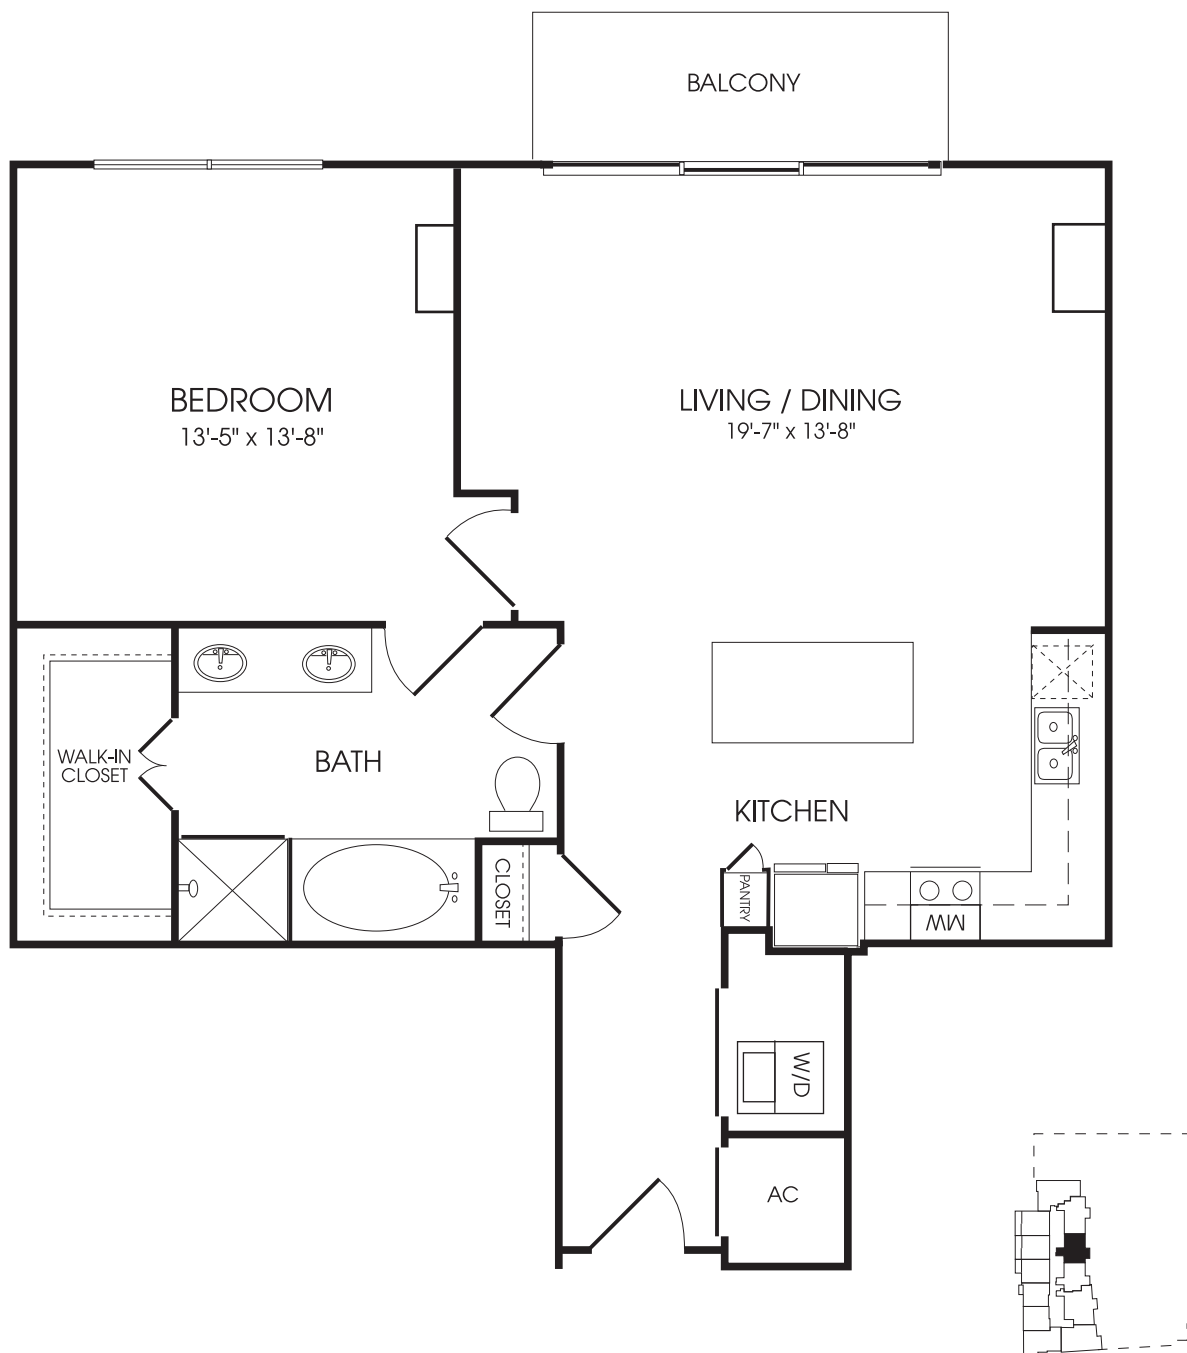 BALCONY
BEDROOM
13'-5" x 13'-8"
LIVING / DINING
19'-7" x 13'-8"
WALK-IN
CLOSET
BATH
KITCHEN
CLOSET
PANTRY
MW
W/D
AC